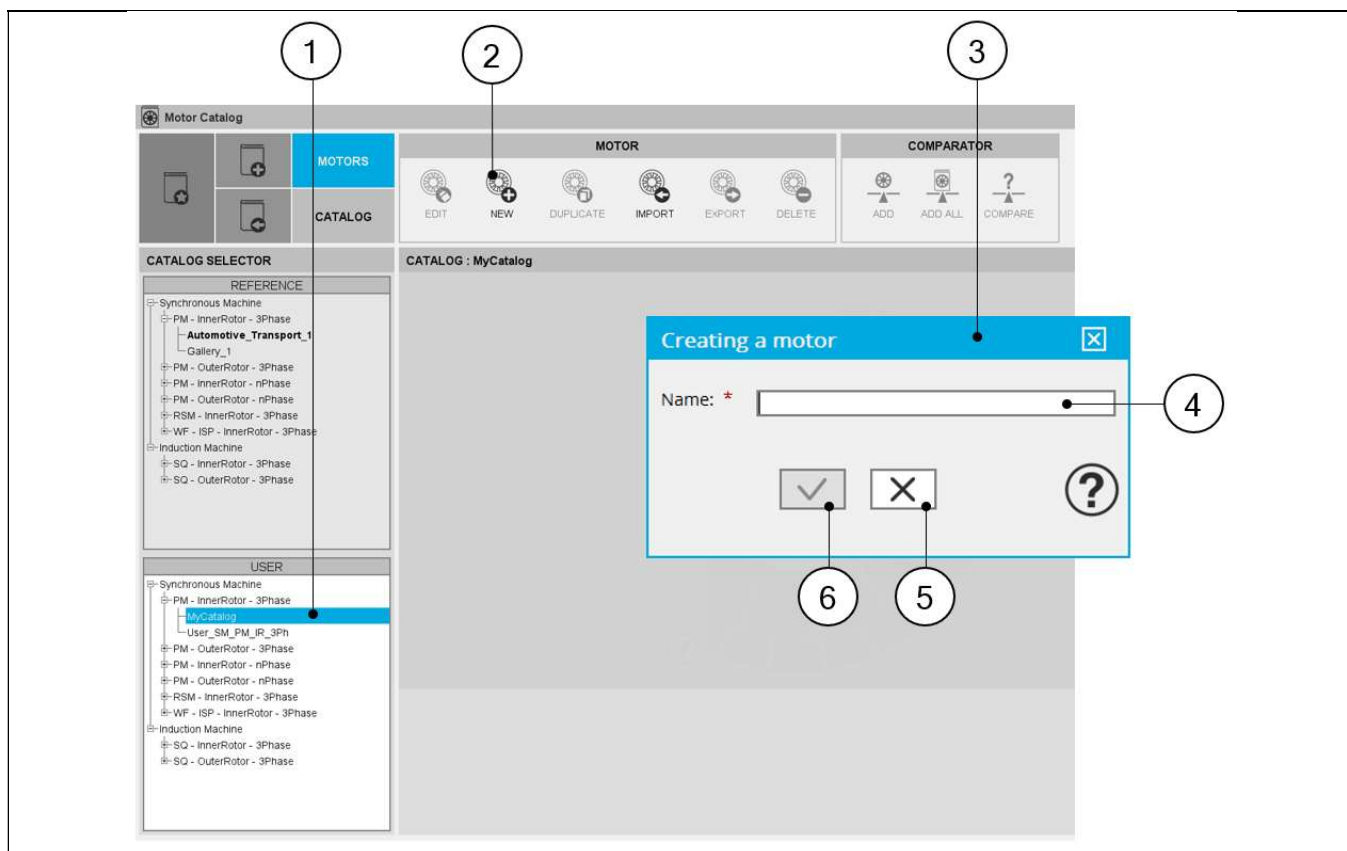 1
2
3
Motor Catalog
MOTORS
CATALOG
MOTOR
EDIT
NEW
DUPLICATE
IMPORT
EXPORT
DELETE
COMPARATOR
ADD
ADD ALL
COMPARE
CATALOG SELECTOR
CATALOG : MyCatalog
REFERENCE
Synchronous Machine
PM - InnerRotor - 3Phase
Automotive_Transport_1
Gallery_1
PM - OuterRotor - 3Phase
PM - InnerRotor - nPhase
PM - OuterRotor - nPhase
RSM - InnerRotor - 3Phase
WF - ISP - InnerRotor - 3Phase
Induction Machine
SQ - InnerRotor - 3Phase
SQ - OuterRotor - 3Phase
USER
Synchronous Machine
PM - InnerRotor - 3Phase
MyCatalog
User_SM_PM_IR_3Ph
PM - OuterRotor - 3Phase
PM - InnerRotor - nPhase
PM - OuterRotor - nPhase
RSM - InnerRotor - 3Phase
WF - ISP - InnerRotor - 3Phase
Induction Machine
SQ - InnerRotor - 3Phase
SQ - OuterRotor - 3Phase
Creating a motor
Name: *
4
?
6
5